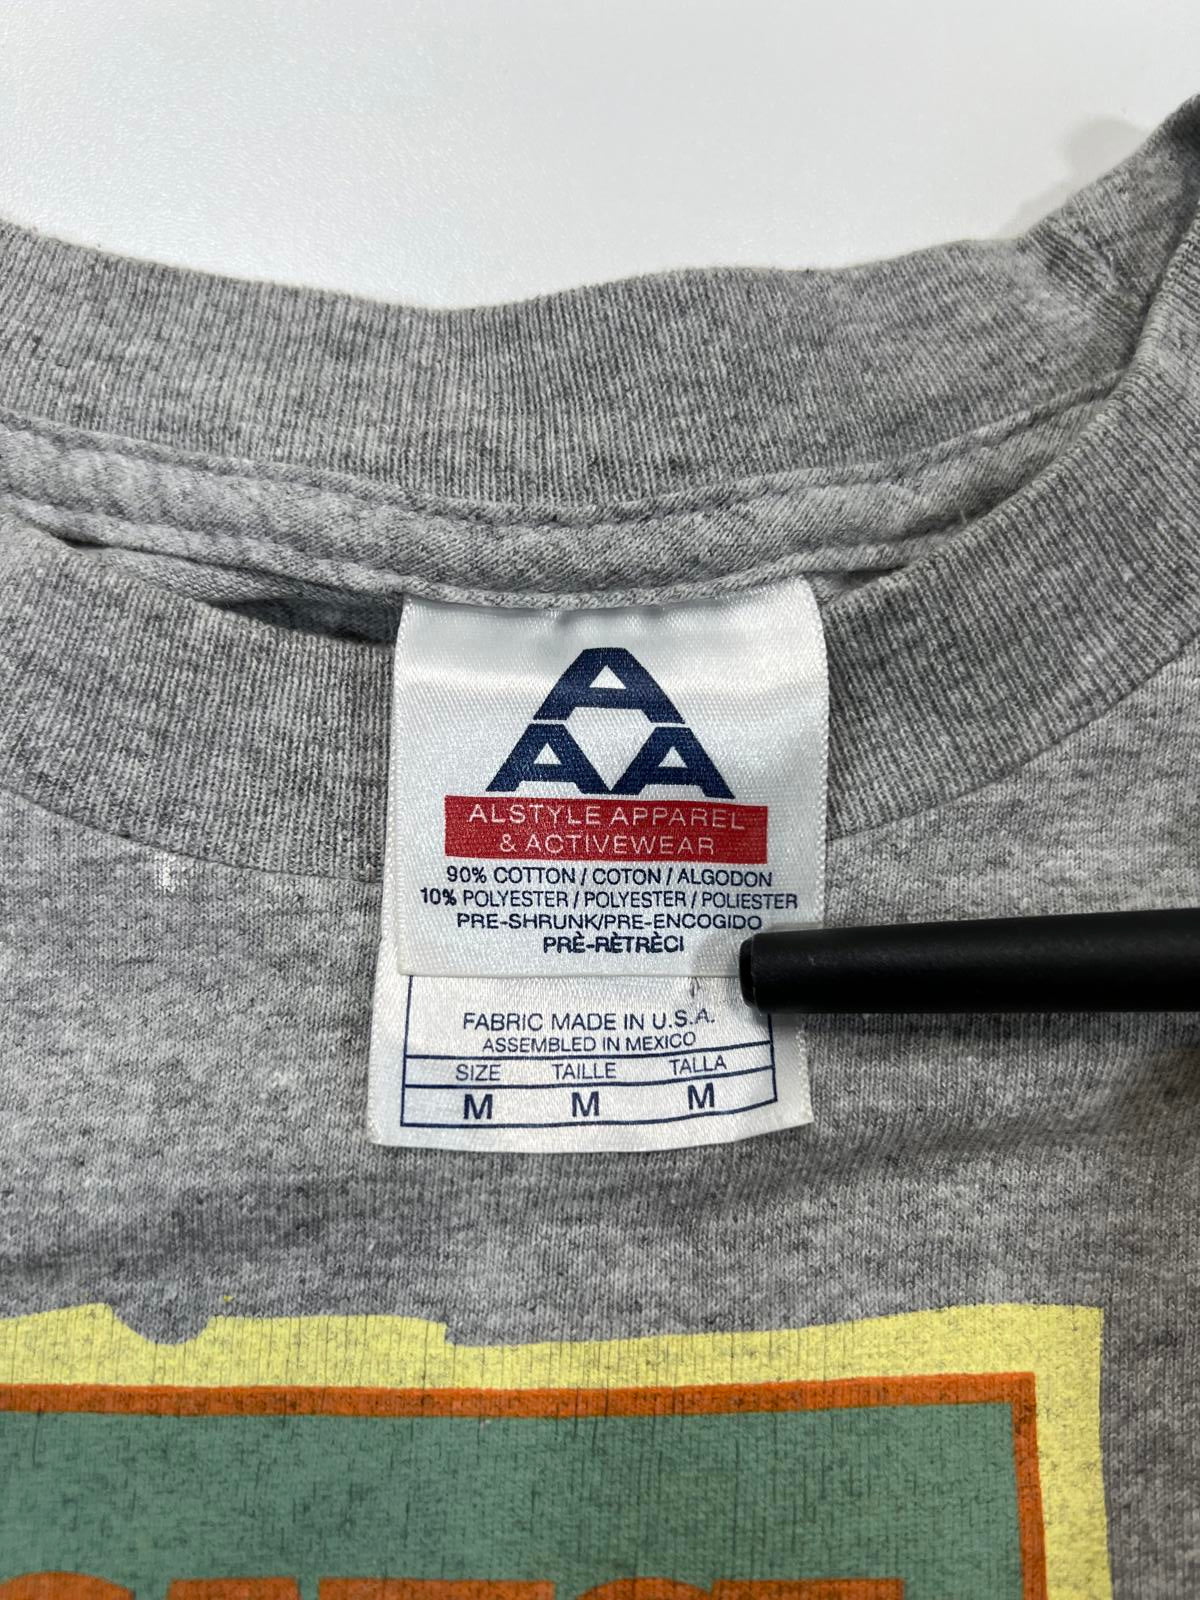 A
AA
ALSTYLE APPAREL
& ACTIVEWEAR
90% COTTON / COTON / ALGODON
10% POLYESTER / POLYESTER / POLIESTER
PRE-SHRUNK/PRE-ENCOGIDO
PRÈ-RÈTRÈCI
FABRIC MADE IN U.S.A.
ASSEMBLED IN MEXICO
SIZE TAILLE TALLA
M M M